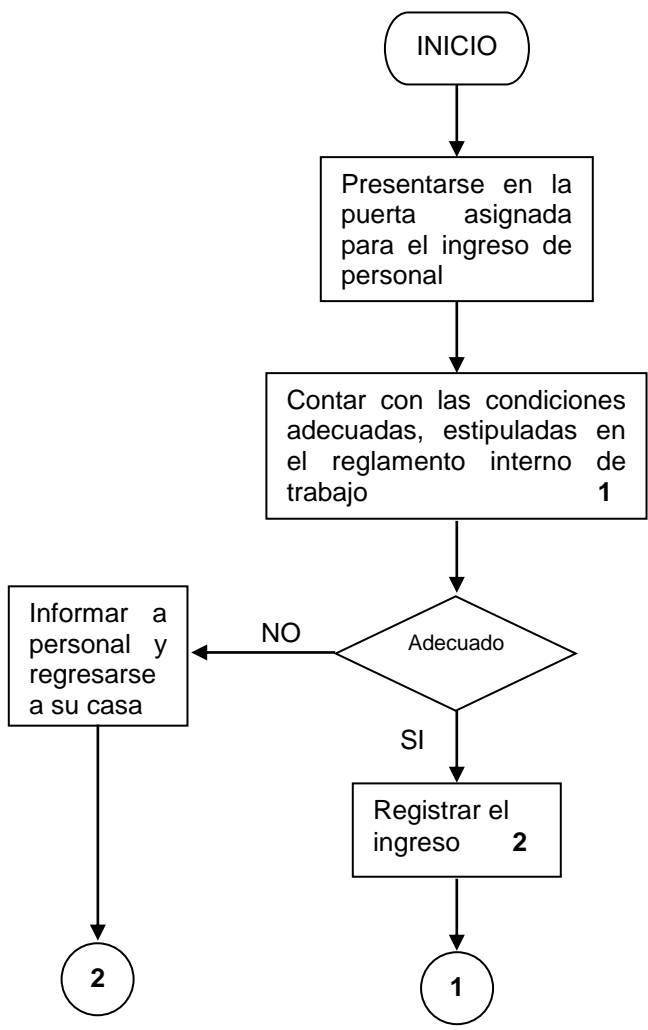 INICIO
Presentarse en la
puerta asignada
para el ingreso de
personal
Contar con las condiciones
adecuadas, estipuladas en
el reglamento interno de
trabajo 1
Adecuado
NO
Informar a
personal y
regresarse
a su casa
SI
Registrar el
ingreso 2
2
1